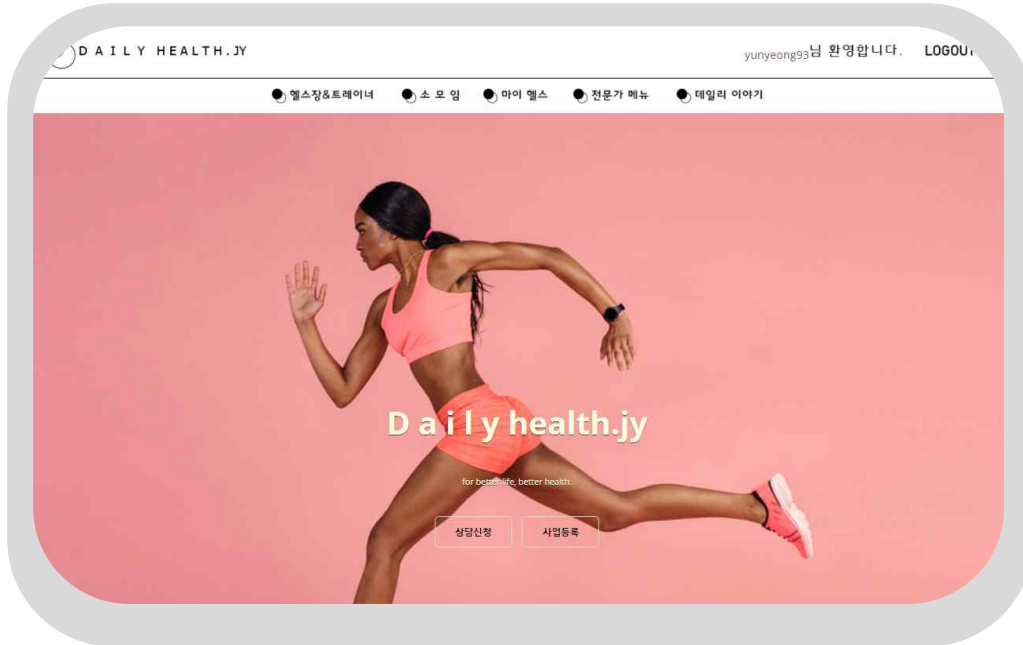 DAILY HEALTH.JY
yunyeong93님 환영합니다. LOGOUT
헬스장&트레이너 소 모 임 마이 헬스 전문가 메뉴 데일리 이야기
D a i l y health.jy
for better life, better health.
상담신청 사업등록